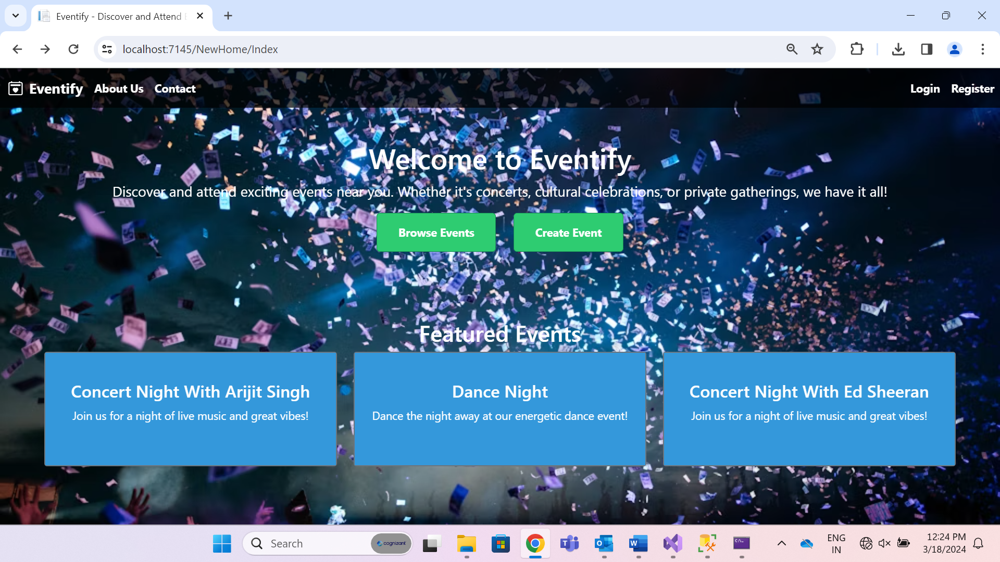 Eventify - Discover and Attend
localhost:7145/NewHome/Index
Eventify About Us Contact Login Register
Welcome to Eventify
Discover and attend exciting events near you. Whether it's concerts, cultural celebrations, or private gatherings, we have it all!
Browse Events Create Event
Featured Events
Concert Night With Arijit Singh
Join us for a night of live music and great vibes!
Dance Night
Dance the night away at our energetic dance event!
Concert Night With Ed Sheeran
Join us for a night of live music and great vibes!
Search
cognizant
ENG
IN
12:24 PM
3/18/2024